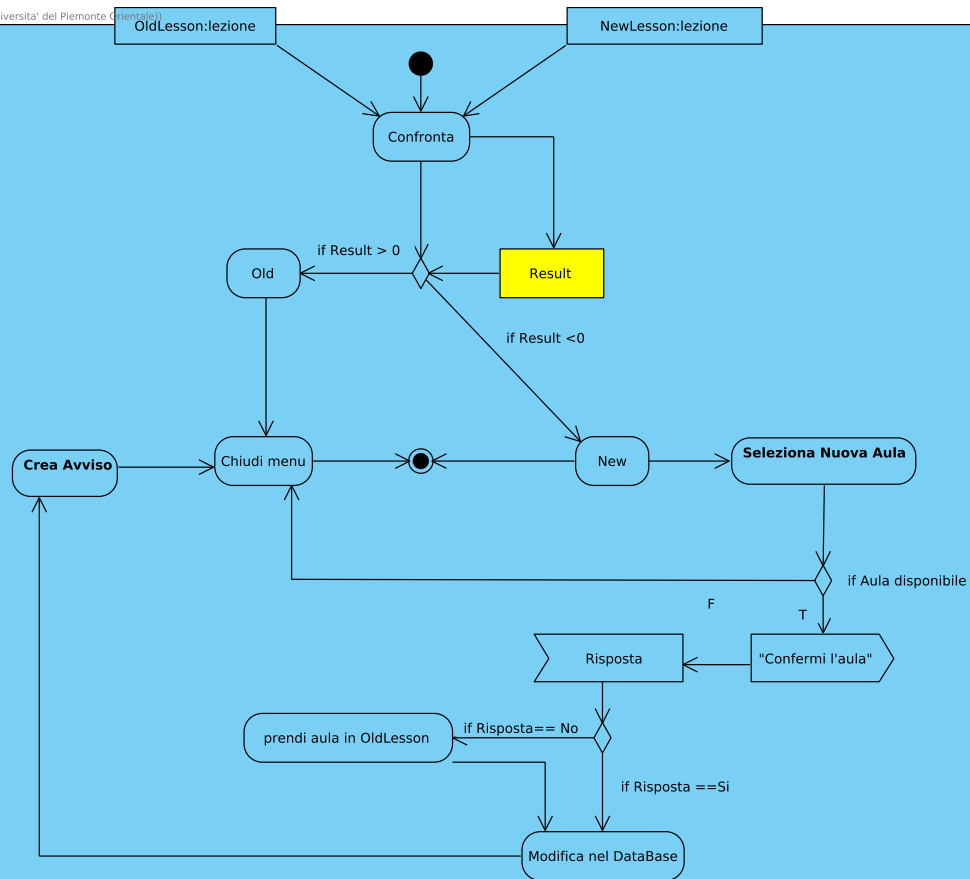 iversita' del Piemonte Orientale))
OldLesson:lezione
NewLesson:lezione
Confronta
if Result > 0
Old
Result
if Result <0
Crea Avviso
Chiudi menu
New
Seleziona Nuova Aula
if Aula disponibile
F
T
Risposta
"Confermi l'aula"
if Risposta== No
prendi aula in OldLesson
if Risposta ==Si
Modifica nel DataBase